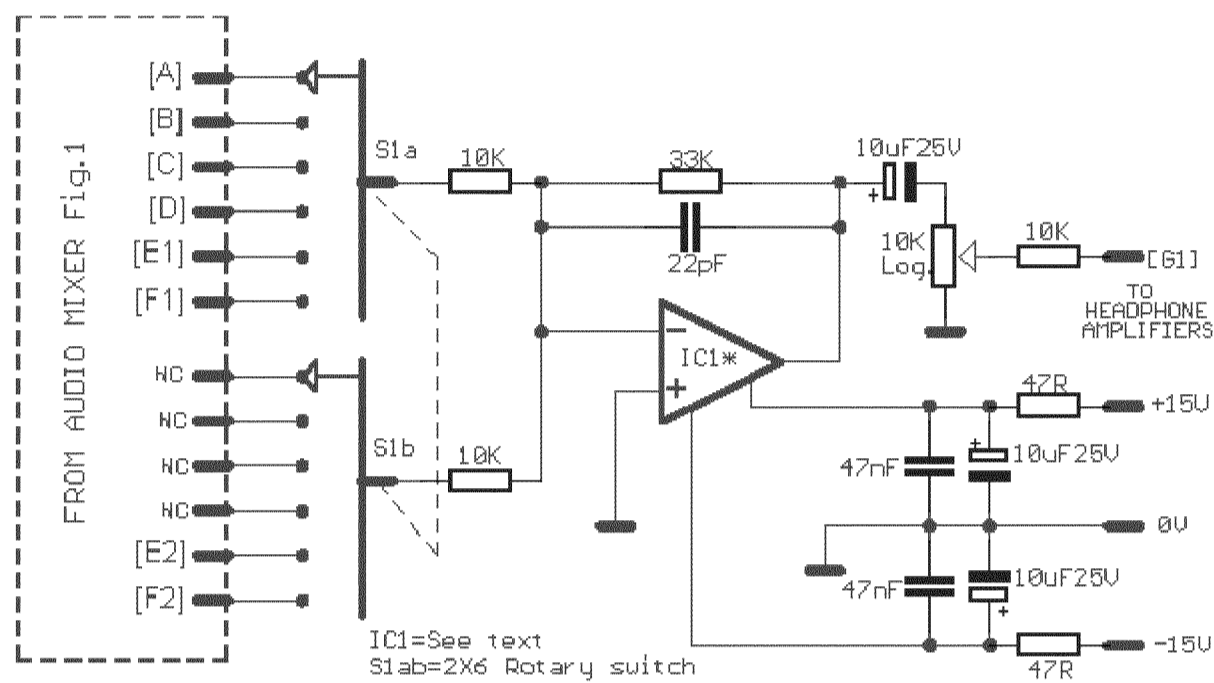 FROM AUDIO MIXER Fig.1
[A]
[B]
[C]
[D]
[E1]
[F1]
NC
NC
NC
NC
[E2]
[F2]
S1a
10K
33K
22pF
10uF25V
+
10K
Log.
10K
[G1]
TO
HEADPHONE
AMPLIFIERS
S1b
10K
−
IC1*
+
47R
+15V
47nF
+
10uF25V
0V
47nF
10uF25V
+
47R
-15V
IC1=See text
S1ab=2X6 Rotary switch